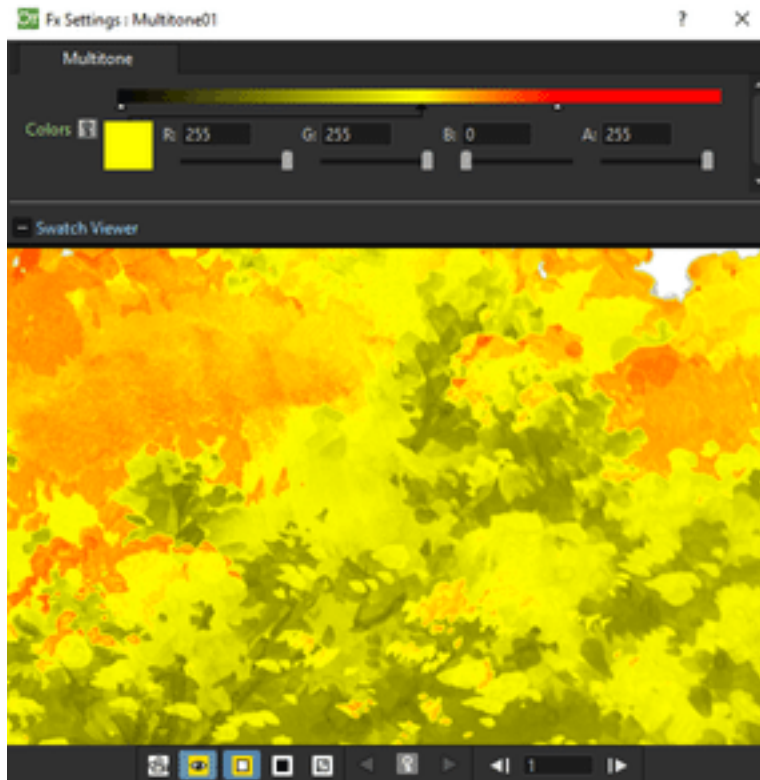 Fx Settings : Multitone01
Multitone
Colors R: 255 G: 255 B: 0 A: 255
Swatch Viewer
1